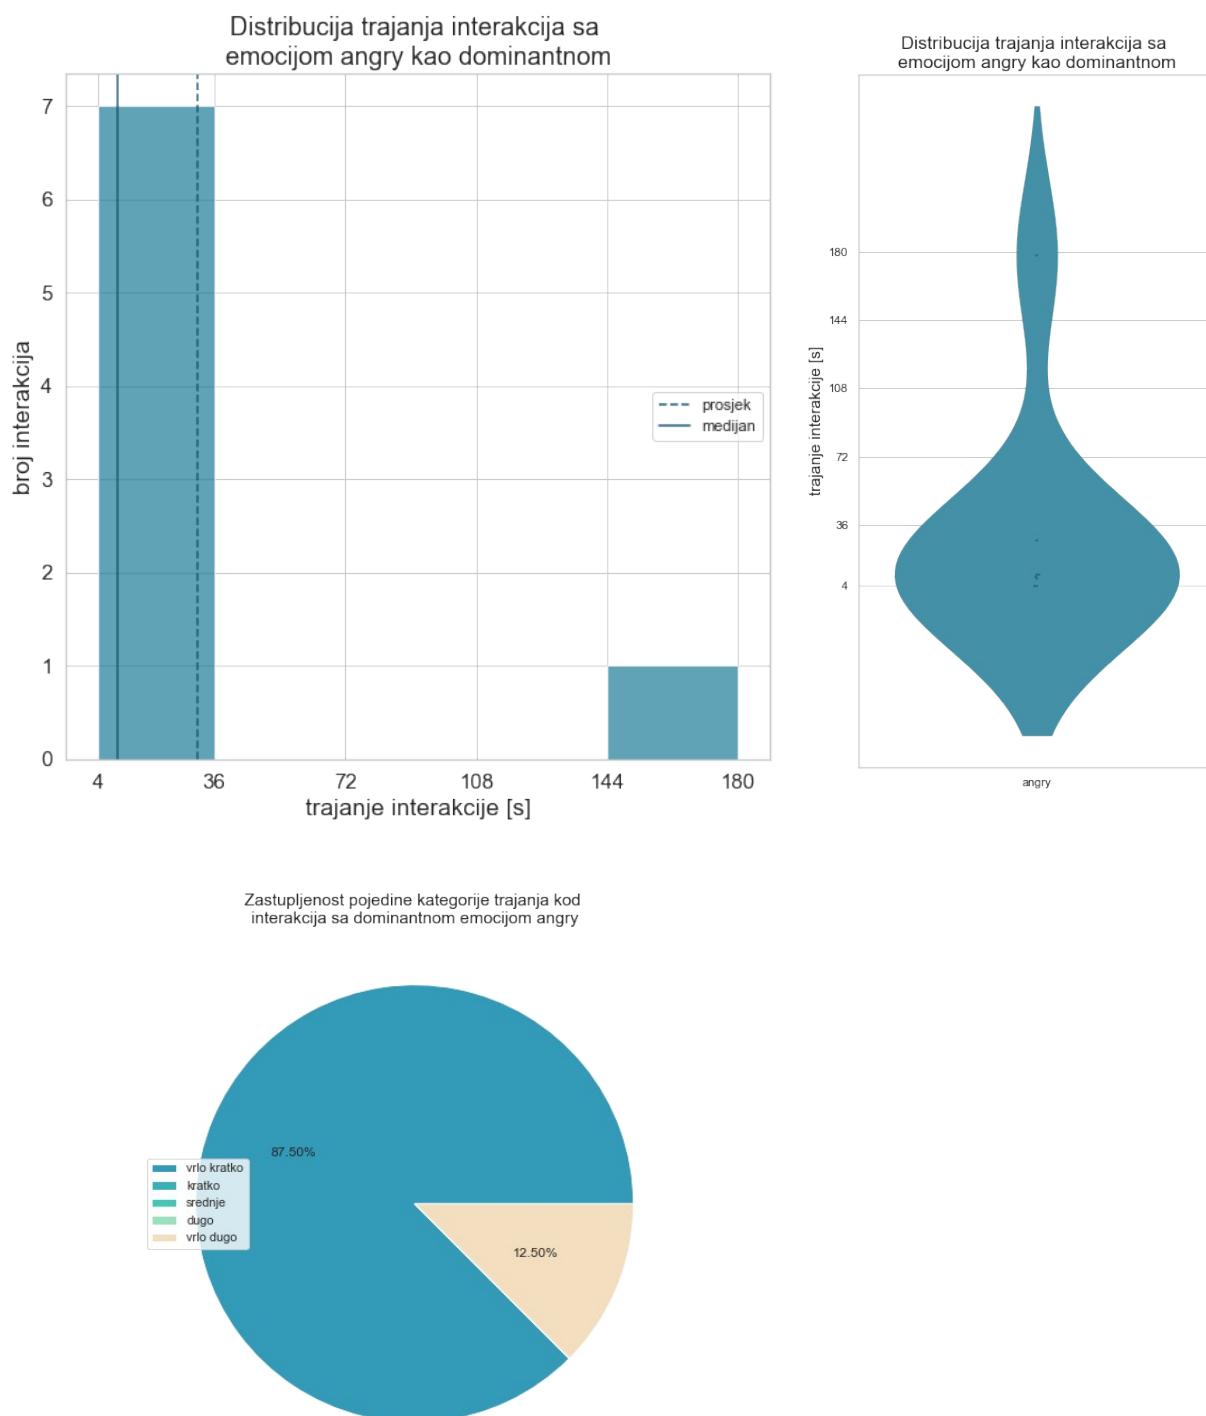 Distribucija trajanja interakcija sa
emocijom angry kao dominantnom
7
6
5
4
3
2
1
0
broj interakcija
prosjek
medijan
4 36 72 108 144 180
trajanje interakcije [s]
Distribucija trajanja interakcija sa
emocijom angry kao dominantnom
180
144
108
72
36
4
trajanje interakcije [s]
angry
Zastupljenost pojedine kategorije trajanja kod
interakcija sa dominantnom emocijom angry
87.50%
vrlo kratko
kratko
srednje
dugo
vrlo dugo
12.50%